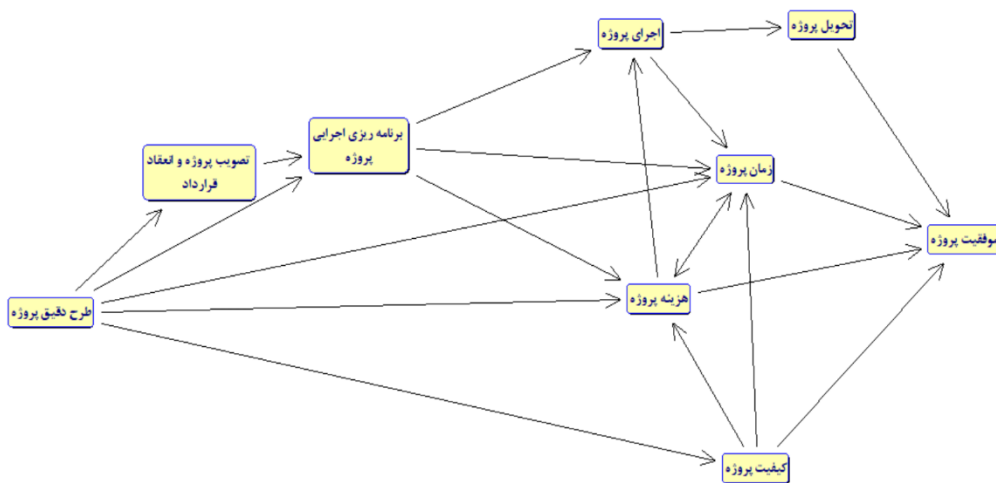 تحویل پروژه
اجرای پروژه
برنامه ریزی اجرایی
پروژه
تصویب پروژه و انعقاد
قرارداد
زمان پروژه
موفقیت پروژه
هزینه پروژه
طرح دقیق پروژه
کیفیت پروژه